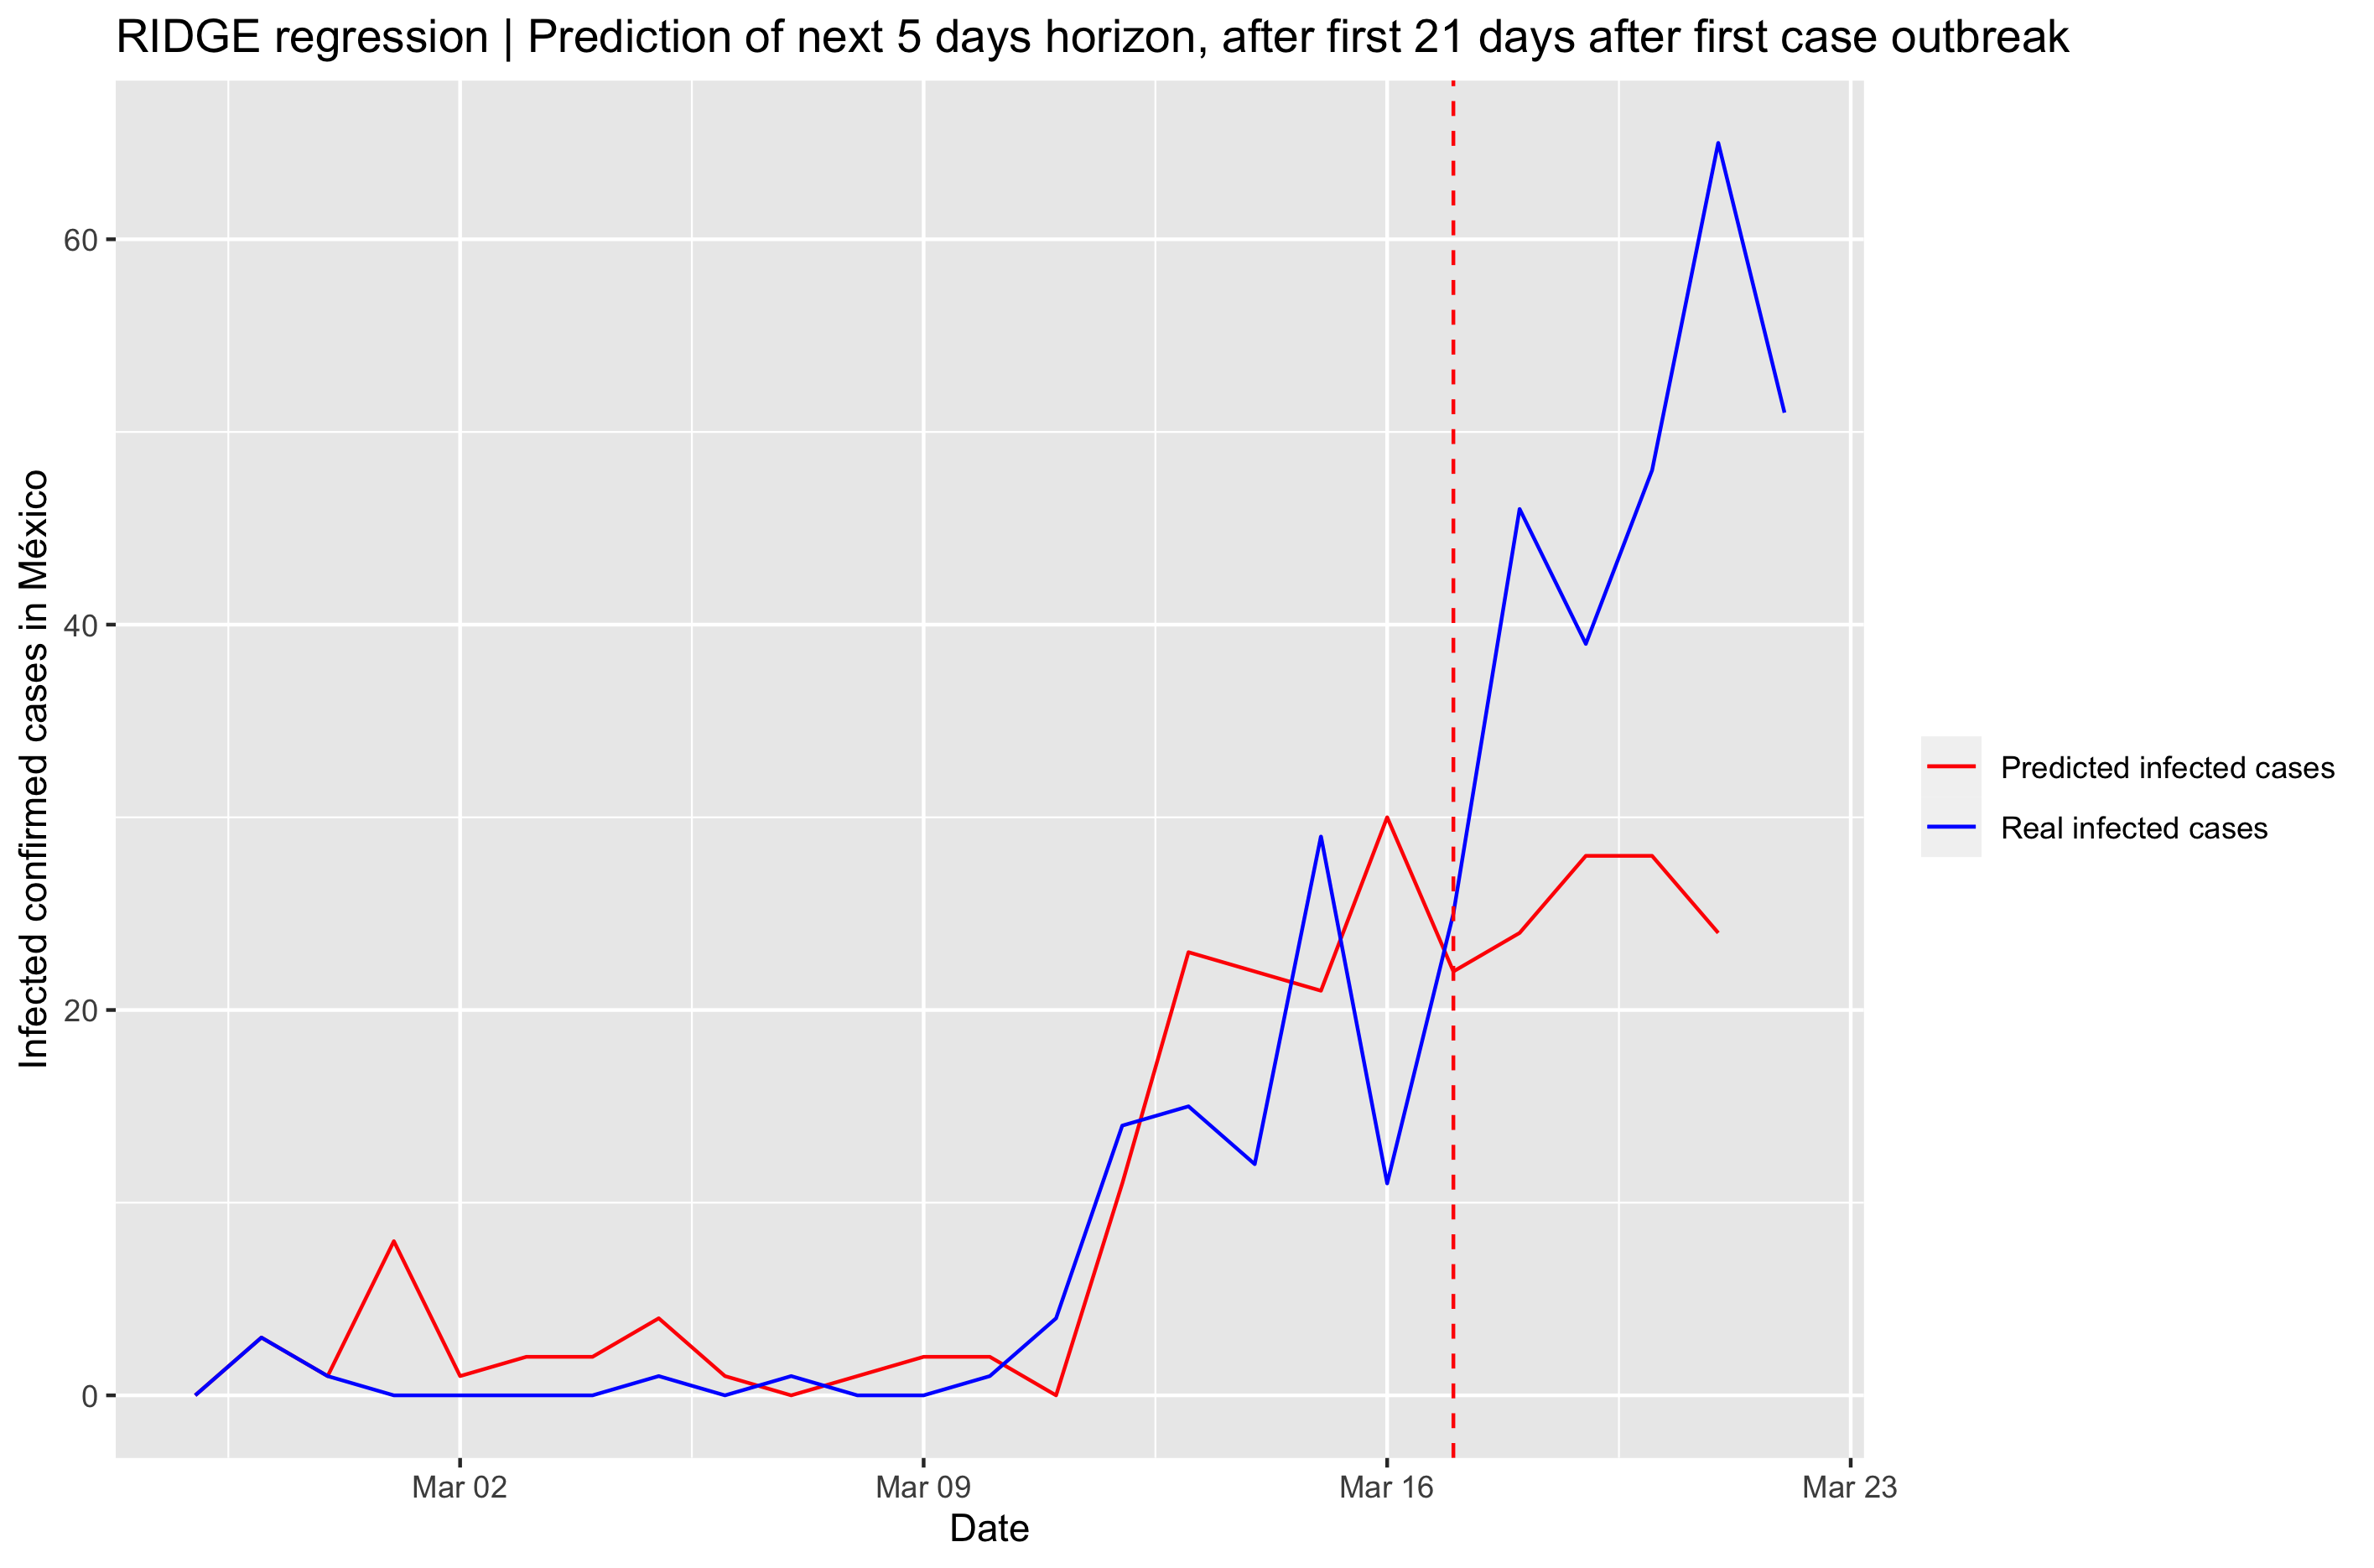 RIDGE regression | Prediction of next 5 days horizon, after first 21 days after first case outbreak
Infected confirmed cases in México
60
40
20
0
Mar 02
Mar 09
Mar 16
Mar 23
Date
Predicted infected cases
Real infected cases